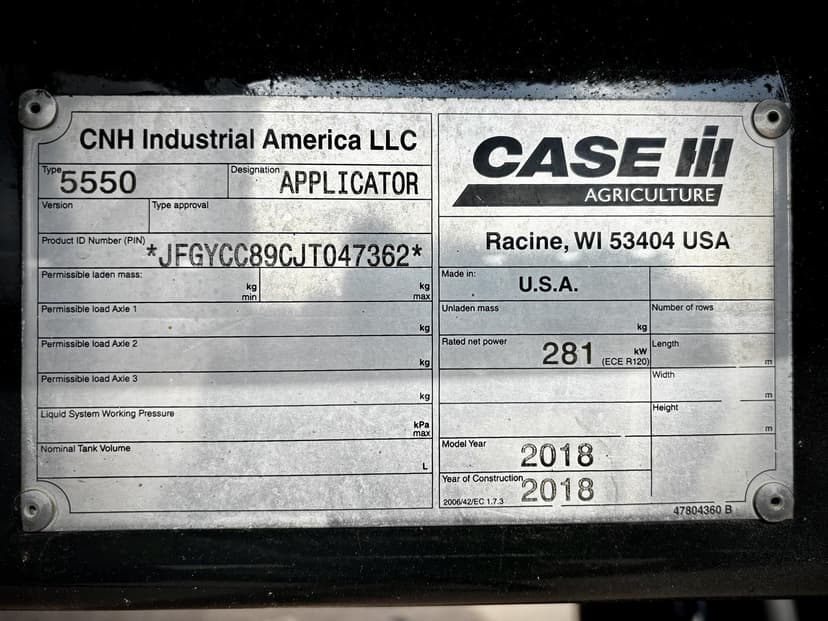 CNH Industrial America LLC
Type 5550
Designation APPLICATOR
Version
Type approval
Product ID Number (PIN) *JFGYCC89CJT047362*
Permissible laden mass:
kg min
kg max
Permissible load Axle 1
kg
Permissible load Axle 2
kg
Permissible load Axle 3
kg
Liquid System Working Pressure
kPa max
Nominal Tank Volume
L
CASE IH
AGRICULTURE
Racine, WI 53404 USA
Made in: U.S.A.
Unladen mass
kg
Number of rows
Rated net power 281 kW (ECE R120)
Length
m
Width
m
Height
m
Model Year 2018
Year of Construction 2018
2006/42/EC 1.7.3
47804360 B